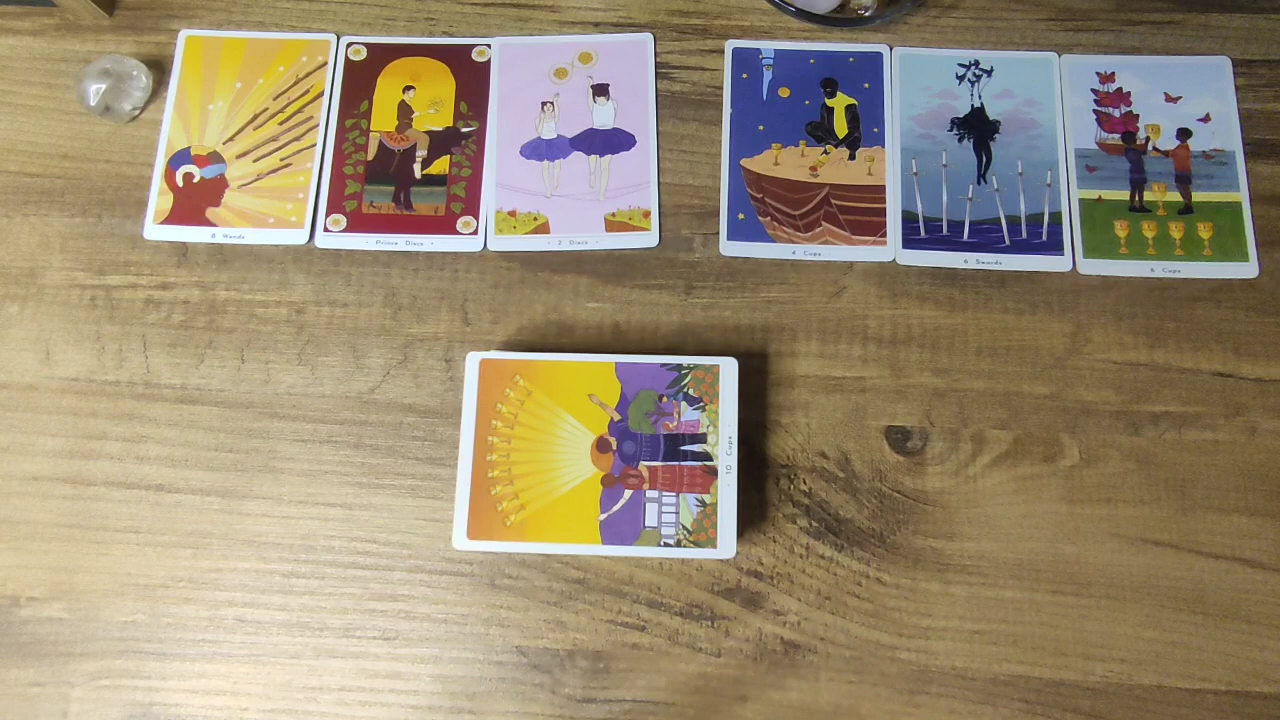 8 Wands
• Prince Discs •
• 2 Discs •
4 Cups
6 Swords
6 Cups
10 Cups